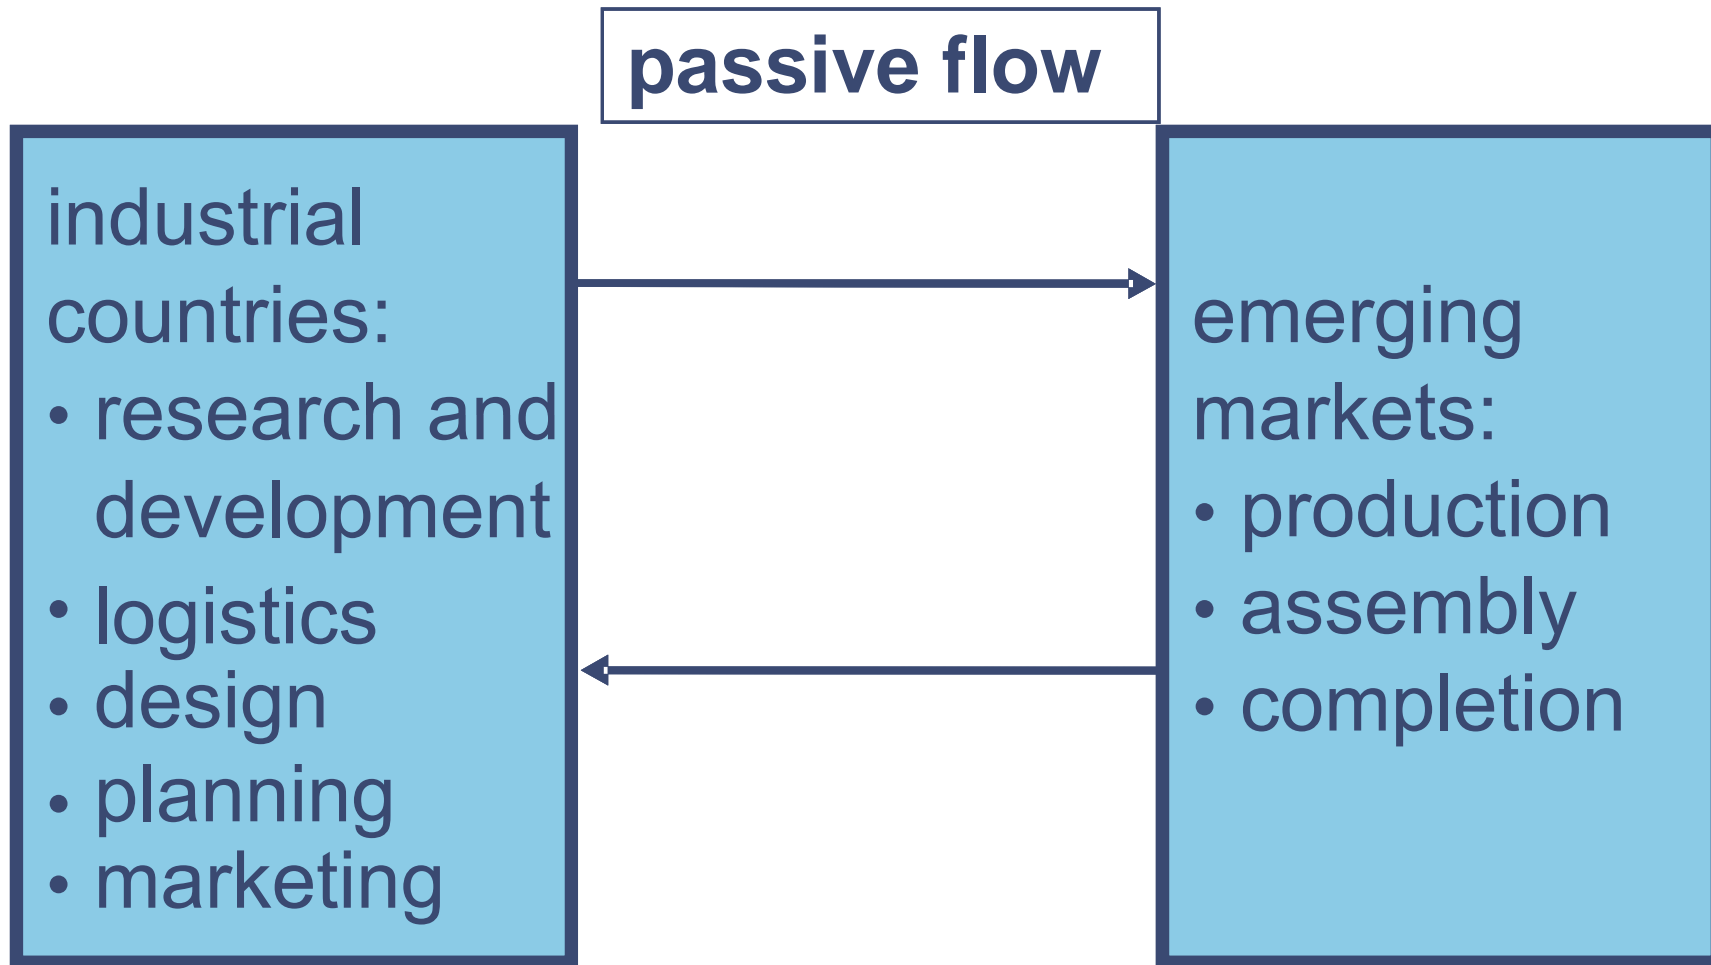 passive flow
industrial
countries:
• research and
development
• logistics
• design
• planning
• marketing
emerging
markets:
• production
• assembly
• completion